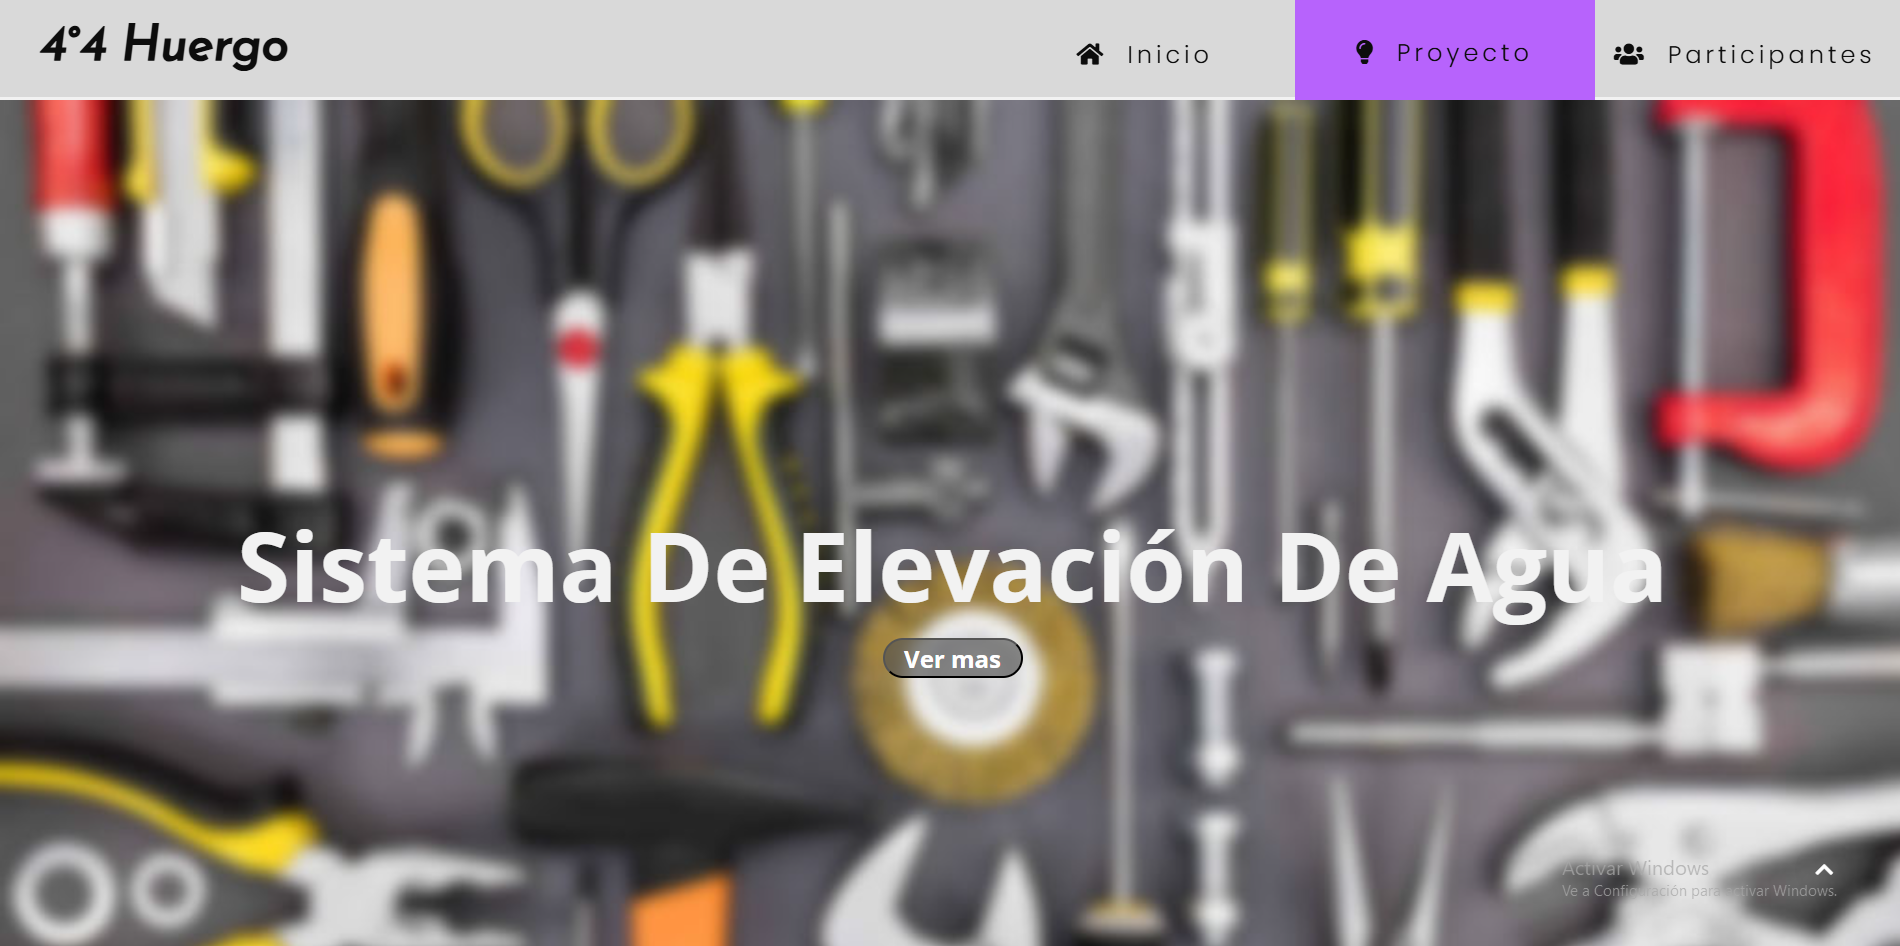 4°4 Huergo
Inicio
Proyecto
Participantes
Sistema De Elevación De Agua
Ver mas
Activar Windows
Ve a Configuración para activar Windows.